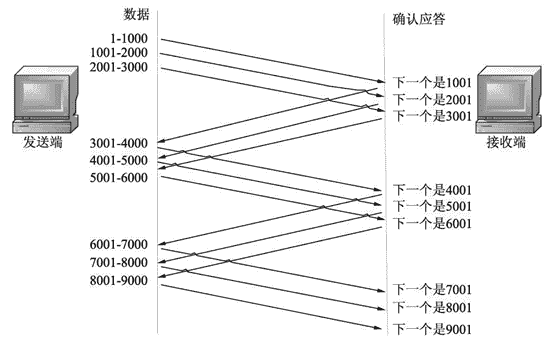 数据
确认应答
1-1000
1001-2000
2001-3000
下一个是1001
下一个是2001
下一个是3001
发送端
接收端
3001-4000
4001-5000
5001-6000
下一个是4001
下一个是5001
下一个是6001
6001-7000
7001-8000
8001-9000
下一个是7001
下一个是8001
下一个是9001